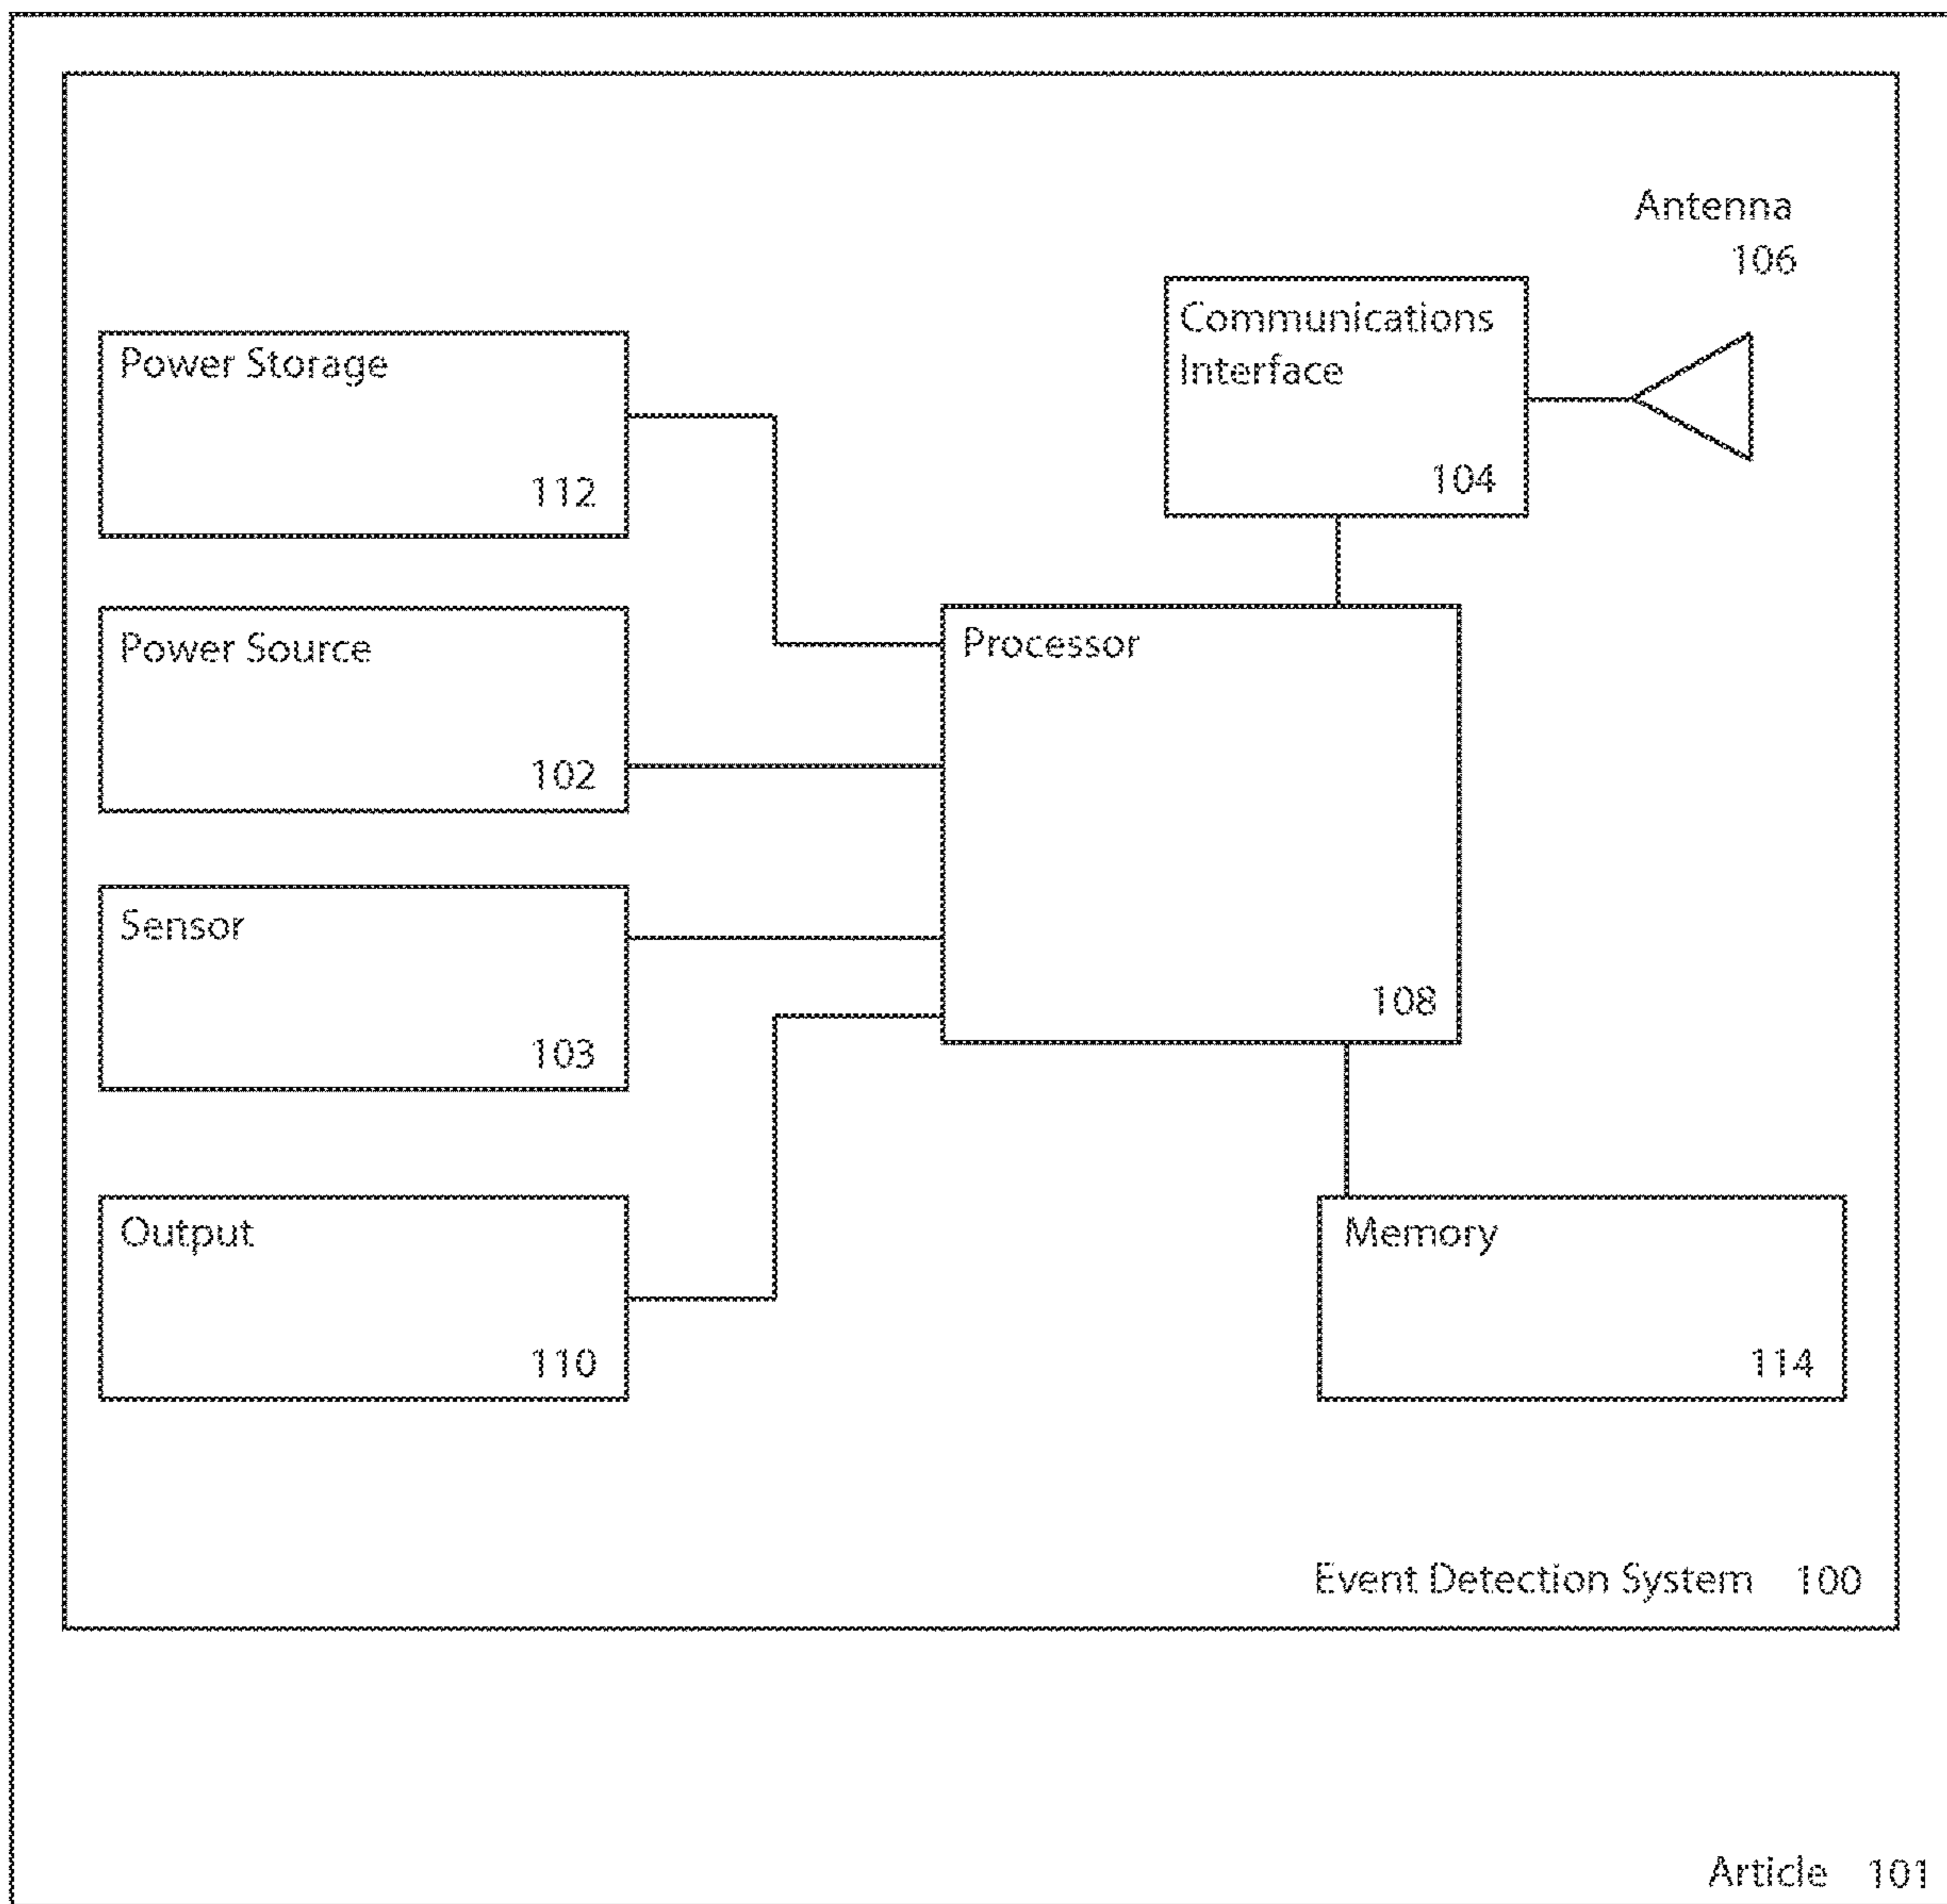 Antenna
106
Communications
Interface
104
Power Storage
112
Power Source
102
Processor
108
Sensor
103
Output
110
Memory
114
Event Detection System 100
Article 101